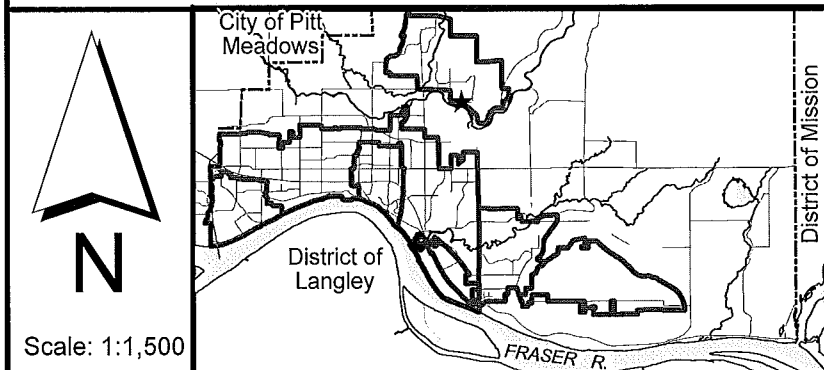 City of Pitt
Meadows
District of Mission
District of
Langley
N
Scale: 1:1,500
FRASER R.